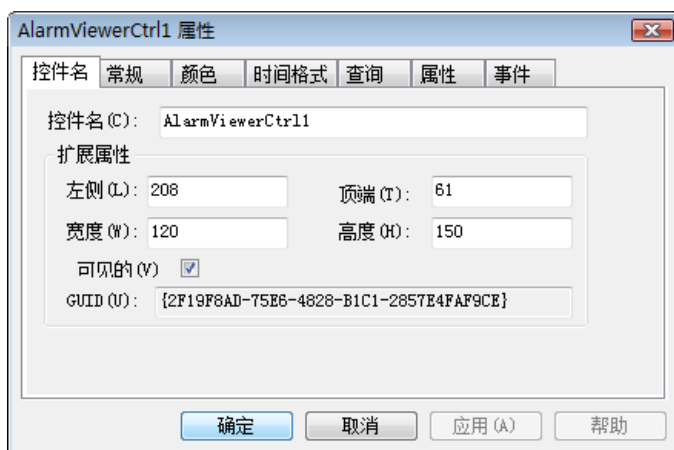 AlarmViewerCtrl1 属性
控件名 常规 颜色 时间格式 查询 属性 事件
控件名(C): AlarmViewerCtrl1
扩展属性
左侧(L): 208 顶端(T): 61
宽度(W): 120 高度(H): 150
可见的(V)
GUID(U): {2F19F8AD-75E6-4828-B1C1-2857E4FAF9CE}
确定 取消 应用(A) 帮助